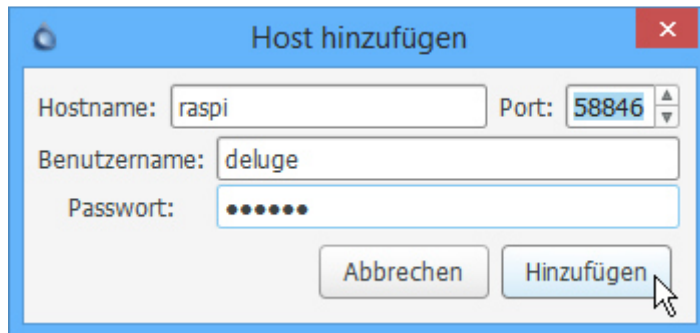 Host hinzufügen
Hostname: raspi Port: 58846
Benutzername: deluge
Passwort: ••••••
Abbrechen Hinzufügen